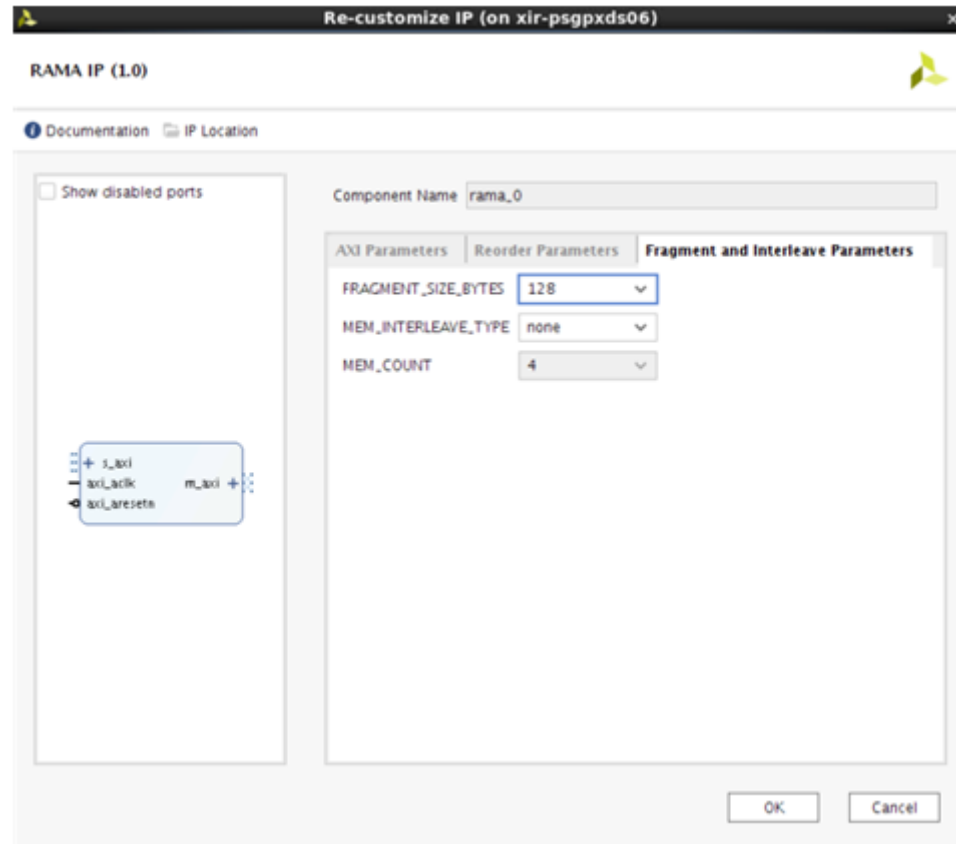 Re-customize IP (on xir-psgpxds06)
RAMA IP (1.0)
Documentation IP Location
Show disabled ports
Component Name rama_0
AXI Parameters Reorder Parameters Fragment and Interleave Parameters
FRAGMENT_SIZE_BYTES 128
MEM_INTERLEAVE_TYPE none
MEM_COUNT 4
s_axi
axi_aclk m_axi
axi_aresetn
OK Cancel